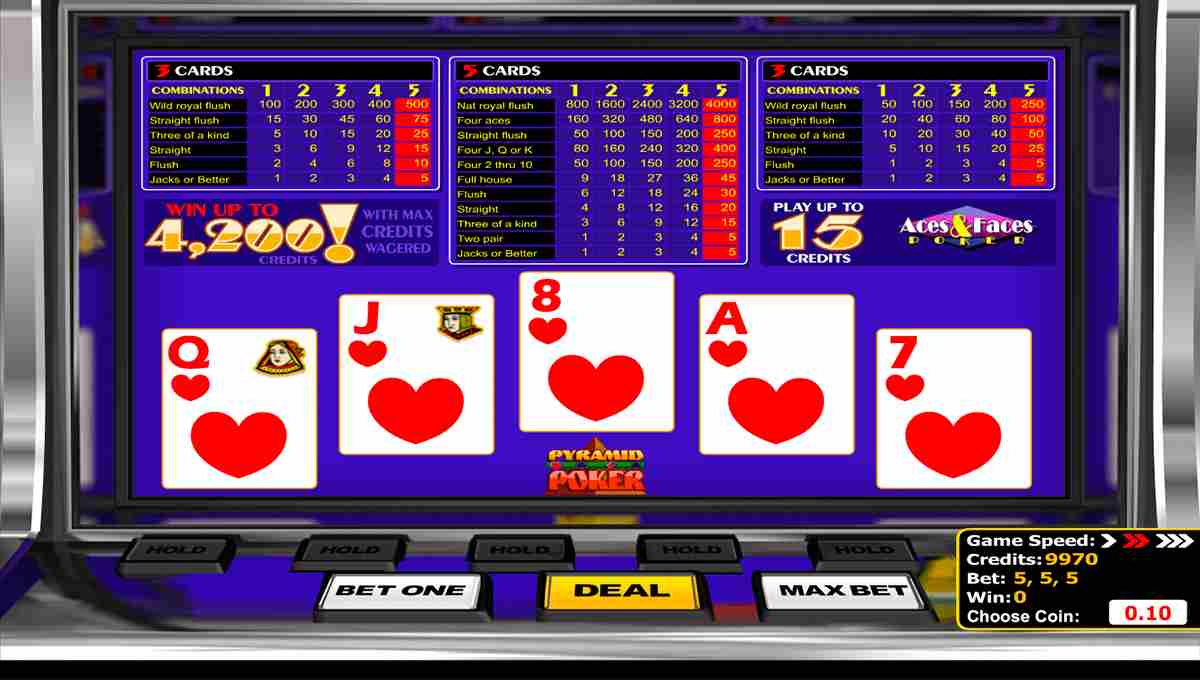 3 CARDS
COMBINATIONS 1 2 3 4 5
Wild royal flush 100 200 300 400 500
Straight flush 15 30 45 60 75
Three of a kind 5 10 15 20 25
Straight 3 6 9 12 15
Flush 2 4 6 8 10
Jacks or Better 1 2 3 4 5
5 CARDS
COMBINATIONS 1 2 3 4 5
Nat royal flush 800 1600 2400 3200 4000
Four aces 160 320 480 640 800
Straight flush 50 100 150 200 250
Four J, Q or K 80 160 240 320 400
Four 2 thru 10 50 100 150 200 250
Full house 9 18 27 36 45
Flush 6 12 18 24 30
Straight 4 8 12 16 20
Three of a kind 3 6 9 12 15
Two pair 1 2 3 4 5
Jacks or Better 1 2 3 4 5
3 CARDS
COMBINATIONS 1 2 3 4 5
Wild royal flush 50 100 150 200 250
Straight flush 20 40 60 80 100
Three of a kind 10 20 30 40 50
Straight 5 10 15 20 25
Flush 1 2 3 4 5
Jacks or Better 1 2 3 4 5
WIN UP TO
4,200!
CREDITS
WITH MAX
CREDITS
WAGERED
PLAY UP TO
15
CREDITS
Aces & Faces
POKER
Q
J
8
A
7
PYRAMID
POKER
HOLD HOLD HOLD HOLD HOLD
BET ONE DEAL MAX BET
Game Speed:
Credits: 9970
Bet: 5, 5, 5
Win: 0
Choose Coin: 0.10